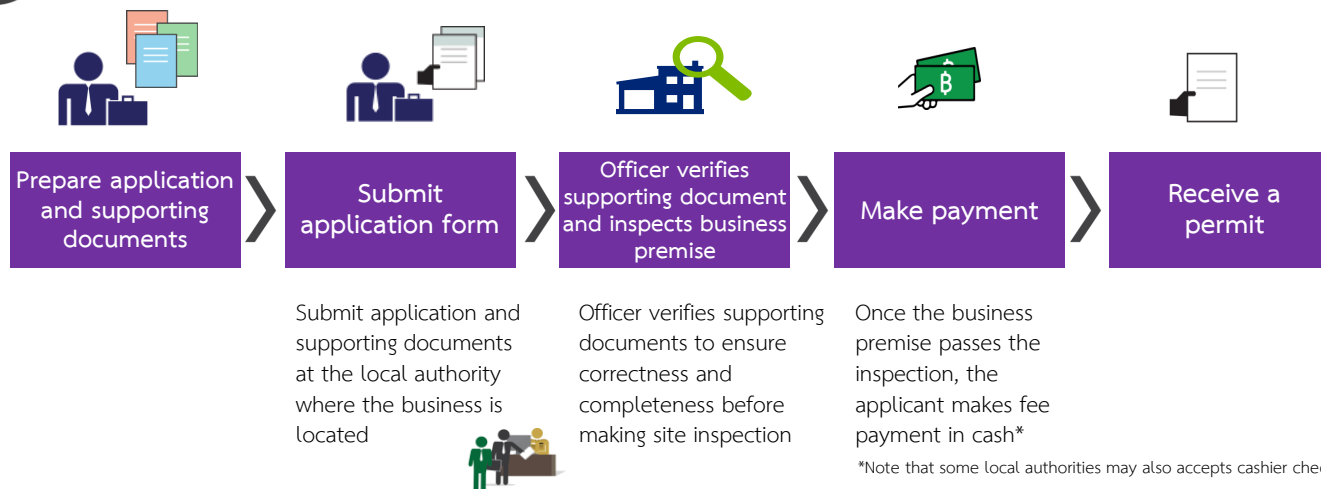 Prepare application
and supporting
documents
Submit
application form
Officer verifies
supporting document
and inspects business
premise
Make payment
Receive a
permit
Submit application and
supporting documents
at the local authority
where the business is
located
Officer verifies supporting
documents to ensure
correctness and
completeness before
making site inspection
Once the business
premise passes the
inspection, the
applicant makes fee
payment in cash*
*Note that some local authorities may also accepts cashier